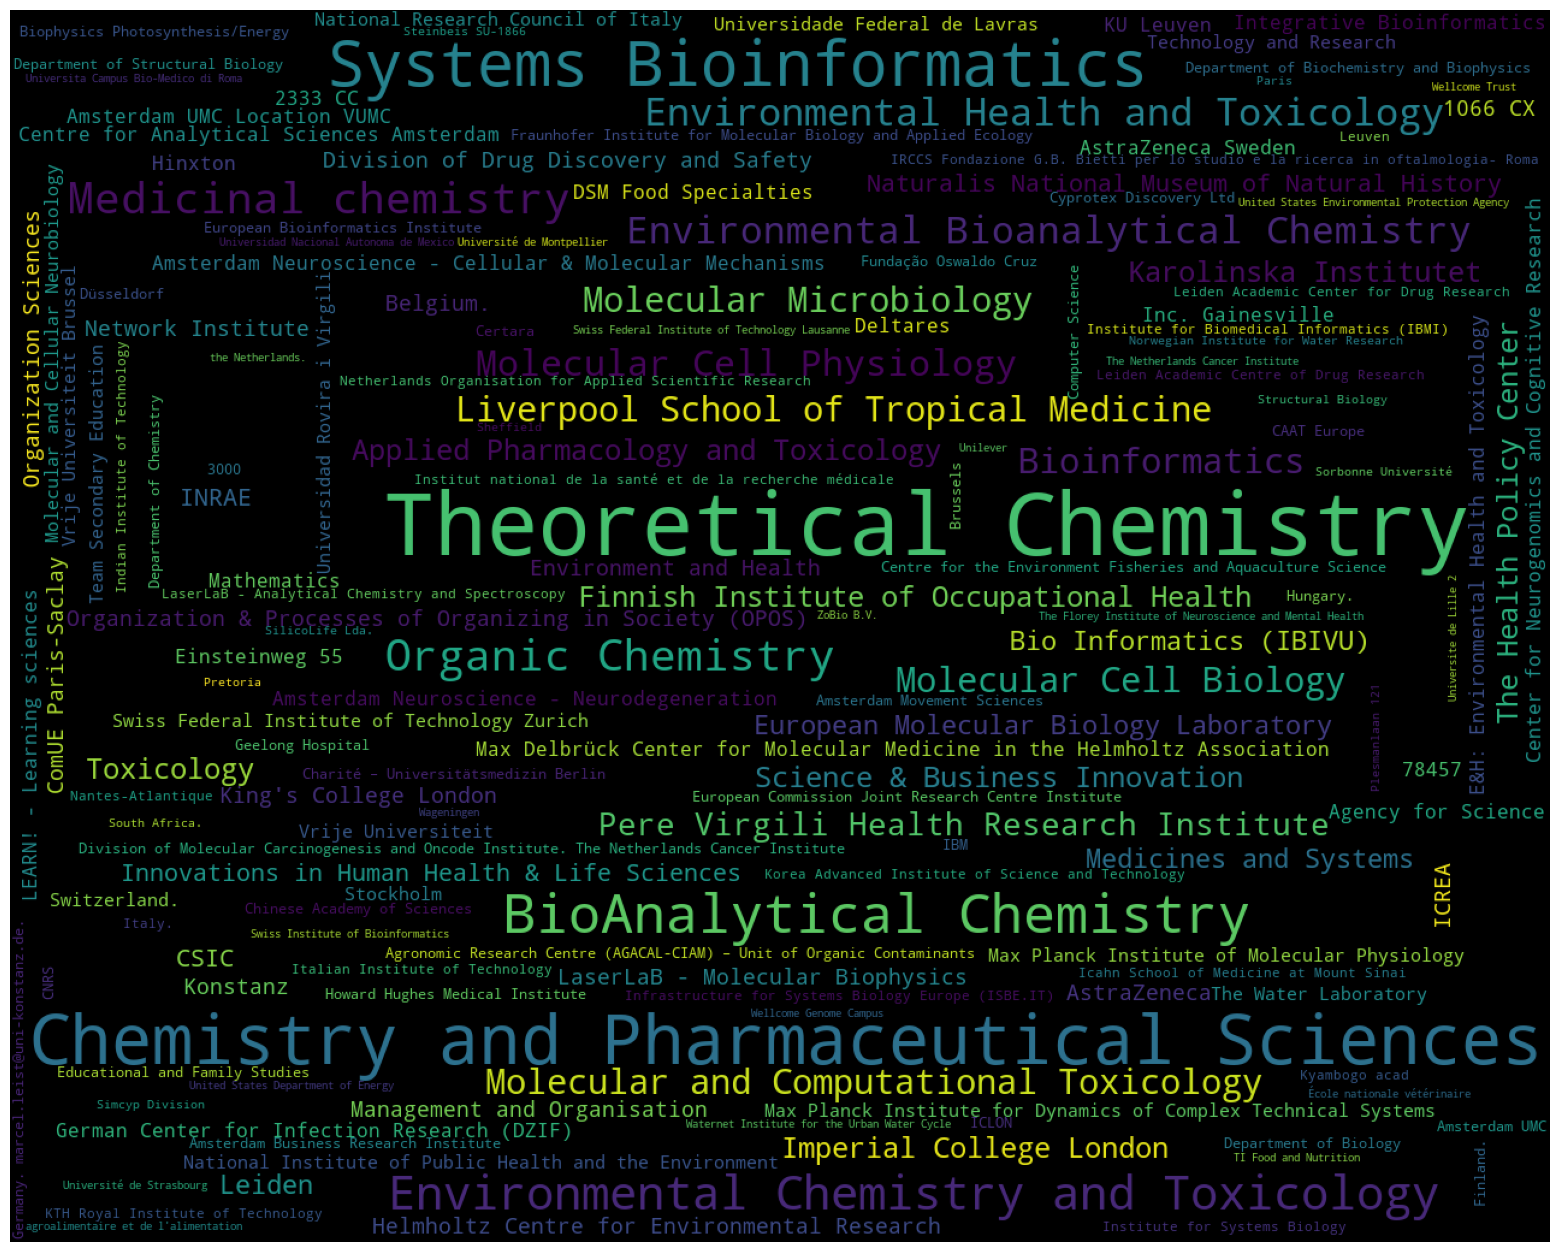 National Research Council of Italy
Universidade Federal de Lavras
KU Leuven
Integrative Bioinformatics
Biophysics Photosynthesis/Energy
Steinbeis SU-1866
Systems Bioinformatics
Technology and Research
Department of Structural Biology
Department of Biochemistry and Biophysics
Universita Campus Bio-Medico di Roma
Paris
Wellcome Trust
2333 CC
Environmental Health and Toxicology
1066 CX
Amsterdam UMC Location VUMC
Centre for Analytical Sciences Amsterdam
Fraunhofer Institute for Molecular Biology and Applied Ecology
Leuven
AstraZeneca Sweden
Hinxton
Division of Drug Discovery and Safety
IRCCS Fondazione G.B. Bietti per lo studio e la ricerca in oftalmologia- Roma
Medicinal chemistry
DSM Food Specialties
Naturalis National Museum of Natural History
Cyprotex Discovery Ltd
United States Environmental Protection Agency
European Bioinformatics Institute
Environmental Bioanalytical Chemistry
Universidad Nacional Autonoma de Mexico
Université de Montpellier
Amsterdam Neuroscience - Cellular & Molecular Mechanisms
Fundação Oswaldo Cruz
Karolinska Institutet
Organization Sciences
Molecular and Cellular Neurobiology
Vrije Universiteit Brussel
Düsseldorf
Universidad Rovira i Virgili
Belgium.
Molecular Microbiology
Computer Science
Leiden Academic Center for Drug Research
Center for Neurogenomics and Cognitive Research
Network Institute
Certara
Swiss Federal Institute of Technology Lausanne
Deltares
Inc. Gainesville
Institute for Biomedical Informatics (IBMI)
Norwegian Institute for Water Research
E&H: Environmental Health and Toxicology
The Health Policy Center
Team Secondary Education
Indian Institute of Technology
the Netherlands.
Molecular Cell Physiology
The Netherlands Cancer Institute
Leiden Academic Centre of Drug Research
Netherlands Organisation for Applied Scientific Research
Department of Chemistry
Liverpool School of Tropical Medicine
Structural Biology
Sheffield
Applied Pharmacology and Toxicology
Unilever
CAAT Europe
3000
Bioinformatics
Sorbonne Université
Institut national de la santé et de la recherche médicale
Brussels
INRAE
Theoretical Chemistry
Environment and Health
Centre for the Environment Fisheries and Aquaculture Science
Mathematics
LaserLaB - Analytical Chemistry and Spectroscopy
Finnish Institute of Occupational Health
Hungary.
Universite de Lille 2
ComUE Paris-Saclay
LEARN! - Learning sciences
Organization & Processes of Organizing in Society (OPOS)
ZoBio B.V.
The Florey Institute of Neuroscience and Mental Health
SilicoLife Lda.
Einsteinweg 55
Organic Chemistry
Bio Informatics (IBIVU)
Pretoria
Molecular Cell Biology
Amsterdam Neuroscience - Neurodegeneration
Amsterdam Movement Sciences
Plesmanlaan 121
Swiss Federal Institute of Technology Zurich
European Molecular Biology Laboratory
Geelong Hospital
Max Delbrück Center for Molecular Medicine in the Helmholtz Association
Toxicology
Charité – Universitätsmedizin Berlin
Science & Business Innovation
78457
Nantes-Atlantique
King's College London
European Commission Joint Research Centre Institute
Wageningen
Agency for Science
South Africa.
Vrije Universiteit
Pere Virgili Health Research Institute
Division of Molecular Carcinogenesis and Oncode Institute. The Netherlands Cancer Institute
IBM
Medicines and Systems
Innovations in Human Health & Life Sciences
Korea Advanced Institute of Science and Technology
ICREA
Switzerland.
Stockholm
Chinese Academy of Sciences
BioAnalytical Chemistry
Italy.
Swiss Institute of Bioinformatics
Agronomic Research Centre (AGACAL-CIAM) – Unit of Organic Contaminants
Max Planck Institute of Molecular Physiology
CSIC
Italian Institute of Technology
LaserLaB - Molecular Biophysics
Icahn School of Medicine at Mount Sinai
CNRS
Konstanz
Howard Hughes Medical Institute
Infrastructure for Systems Biology Europe (ISBE.IT)
AstraZeneca
The Water Laboratory
Germany. marcel.leist@uni-konstanz.de.
Wellcome Genome Campus
Chemistry and Pharmaceutical Sciences
Educational and Family Studies
United States Department of Energy
Molecular and Computational Toxicology
Kyambogo acad
École nationale vétérinaire
Simcyp Division
Management and Organisation
Max Planck Institute for Dynamics of Complex Technical Systems
German Center for Infection Research (DZIF)
Waternet Institute for the Urban Water Cycle
ICLON
Amsterdam UMC
Amsterdam Business Research Institute
Imperial College London
Department of Biology
National Institute of Public Health and the Environment
TI Food and Nutrition
Finland.
Université de Strasbourg
Leiden
Environmental Chemistry and Toxicology
KTH Royal Institute of Technology
agroalimentaire et de l'alimentation
Helmholtz Centre for Environmental Research
Institute for Systems Biology